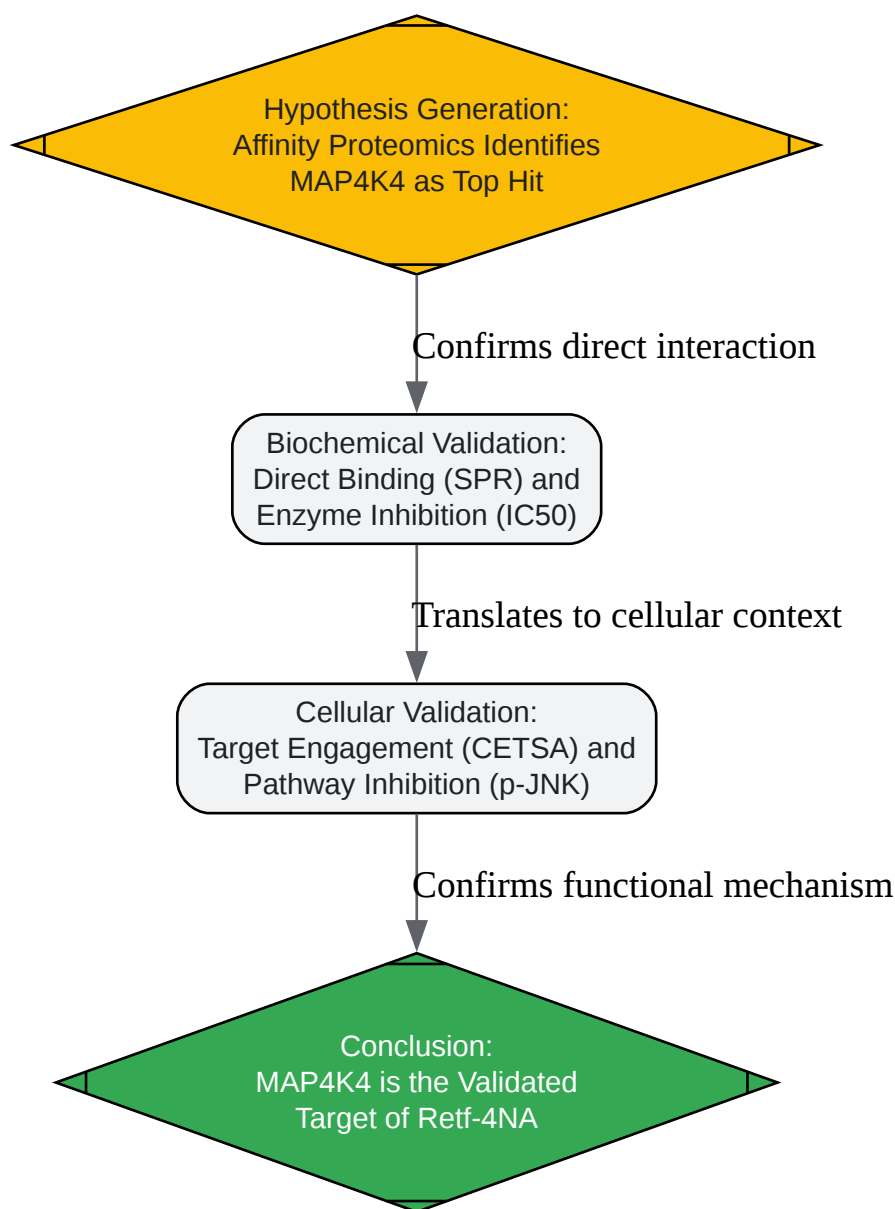 Hypothesis Generation:
Affinity Proteomics Identifies
MAP4K4 as Top Hit
Confirms direct interaction
Biochemical Validation:
Direct Binding (SPR) and
Enzyme Inhibition (IC50)
Translates to cellular context
Cellular Validation:
Target Engagement (CETSA) and
Pathway Inhibition (p-JNK)
Confirms functional mechanism
Conclusion:
MAP4K4 is the Validated
Target of Retf-4NA